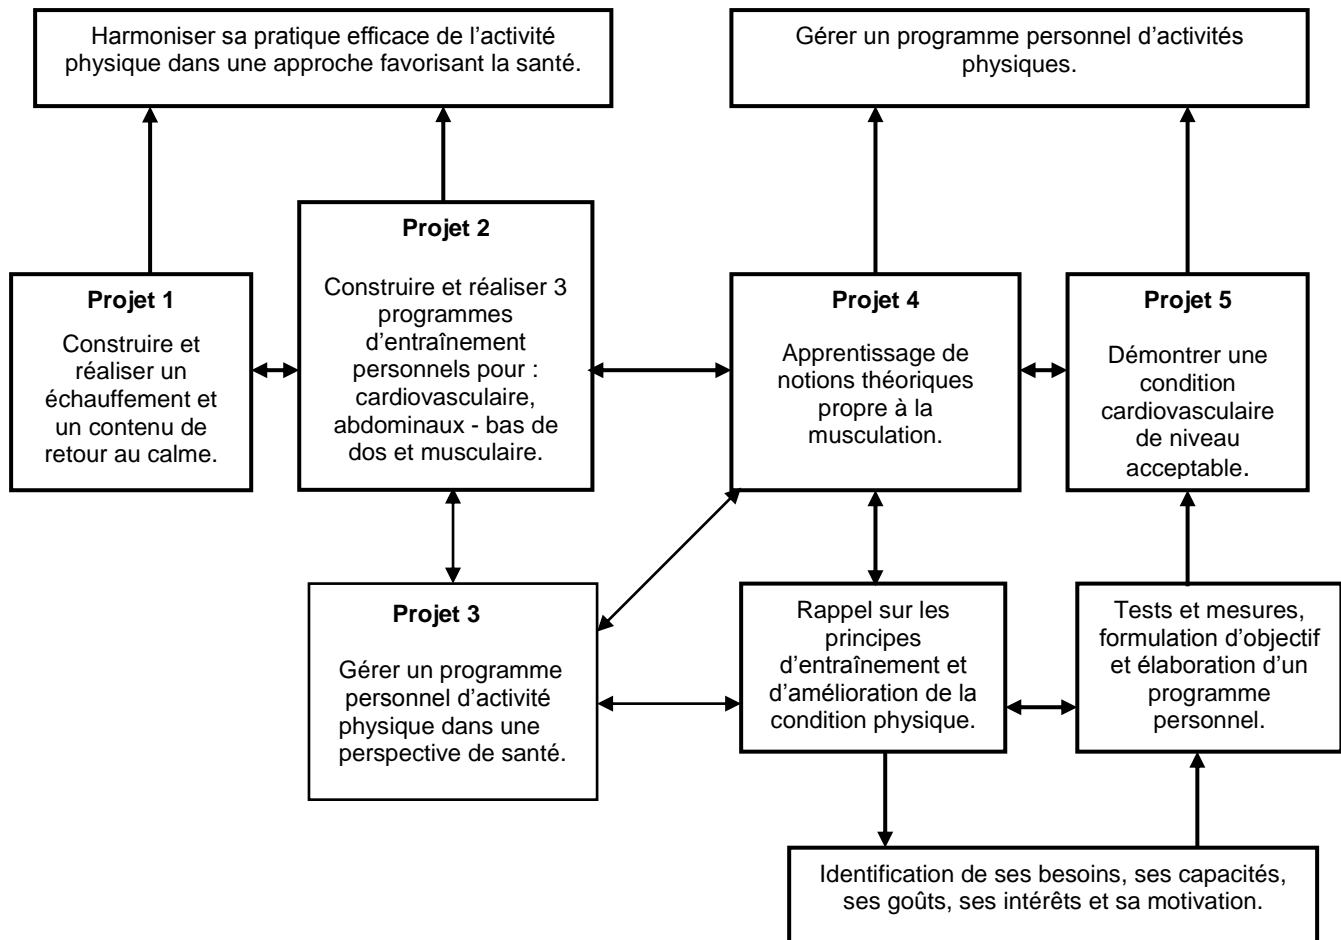 Harmoniser sa pratique efficace de l’activité
physique dans une approche favorisant la santé.
Gérer un programme personnel d’activités
physiques.
Projet 1
Construire et
réaliser un
échauffement et
un contenu de
retour au calme.
Projet 2
Construire et réaliser 3
programmes
d’entraînement
personnels pour :
cardiovasculaire,
abdominaux - bas de
dos et musculaire.
Projet 4
Apprentissage de
notions théoriques
propre à la
musculation.
Projet 5
Démontrer une
condition
cardiovasculaire
de niveau
acceptable.
Projet 3
Gérer un programme
personnel d’activité
physique dans une
perspective de santé.
Rappel sur les
principes
d’entraînement et
d’amélioration de la
condition physique.
Tests et mesures,
formulation d’objectif
et élaboration d’un
programme
personnel.
Identification de ses besoins, ses capacités,
ses goûts, ses intérêts et sa motivation.